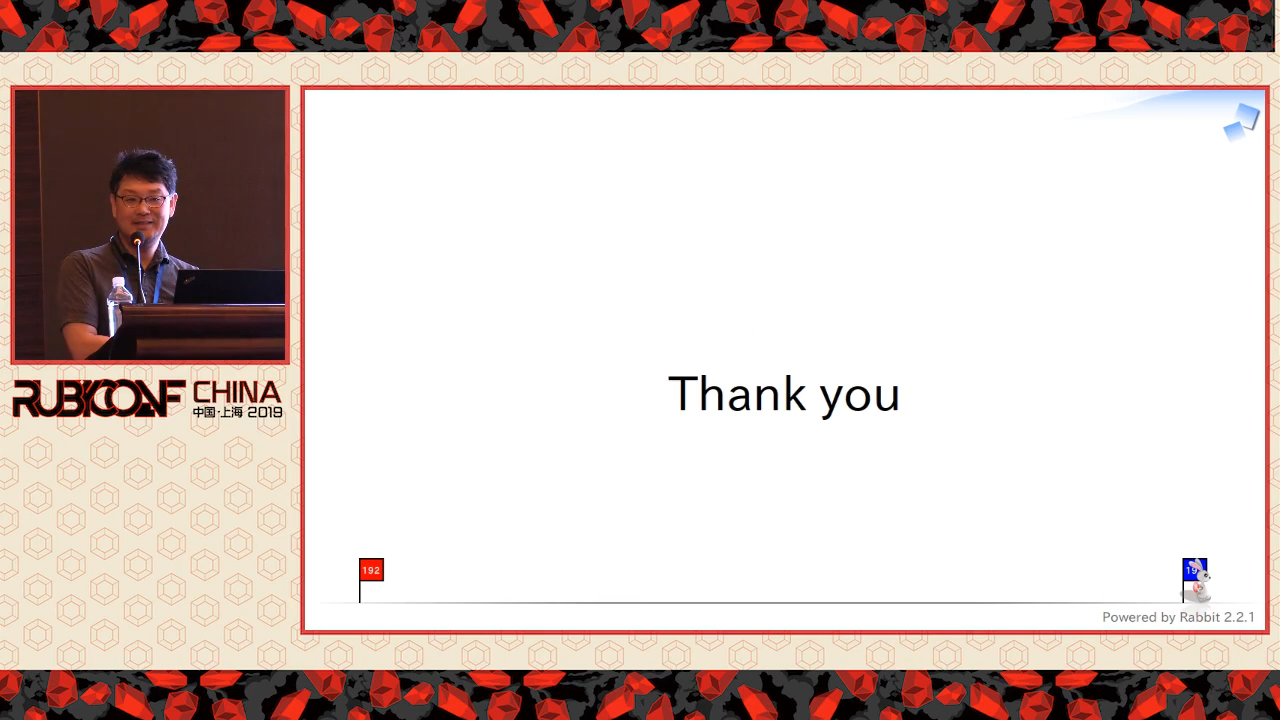 RUBYCONF CHINA
中国·上海 2019
Thank you
192
Powered by Rabbit 2.2.1